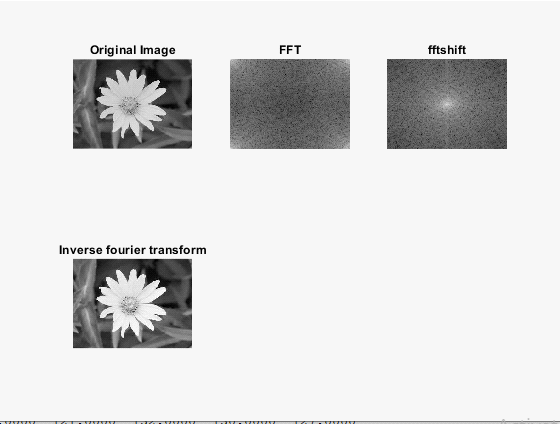 Original Image
FFT
fftshift
Inverse fourier transform